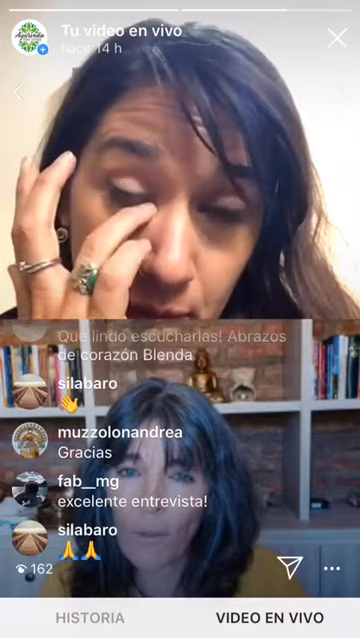 Tu video en vivo
hace 14 h
Ayurveda
Que lindo escucharlas! Abrazos
de corazón Blenda
silabaro
👋
muzzolonandrea
Gracias
fab__mg
excelente entrevista!
silabaro
🙏🙏
162
HISTORIA
VIDEO EN VIVO